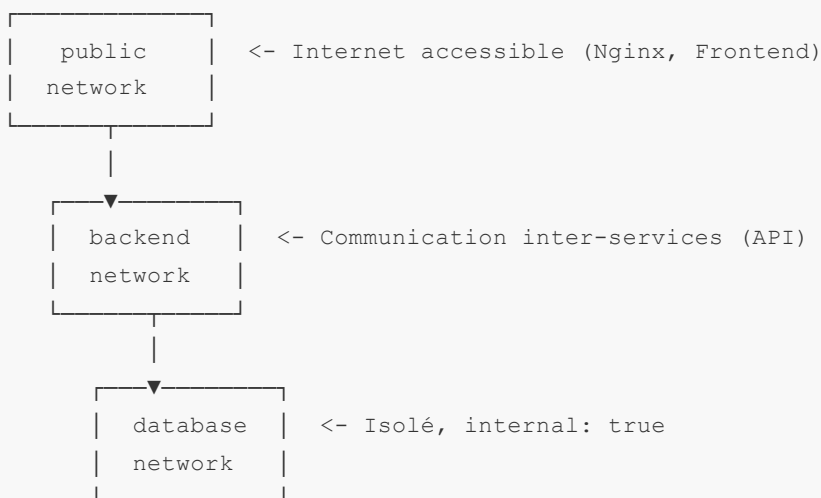 public <- Internet accessible (Nginx, Frontend)
network
backend <- Communication inter-services (API)
network
database <- Isolé, internal: true
network